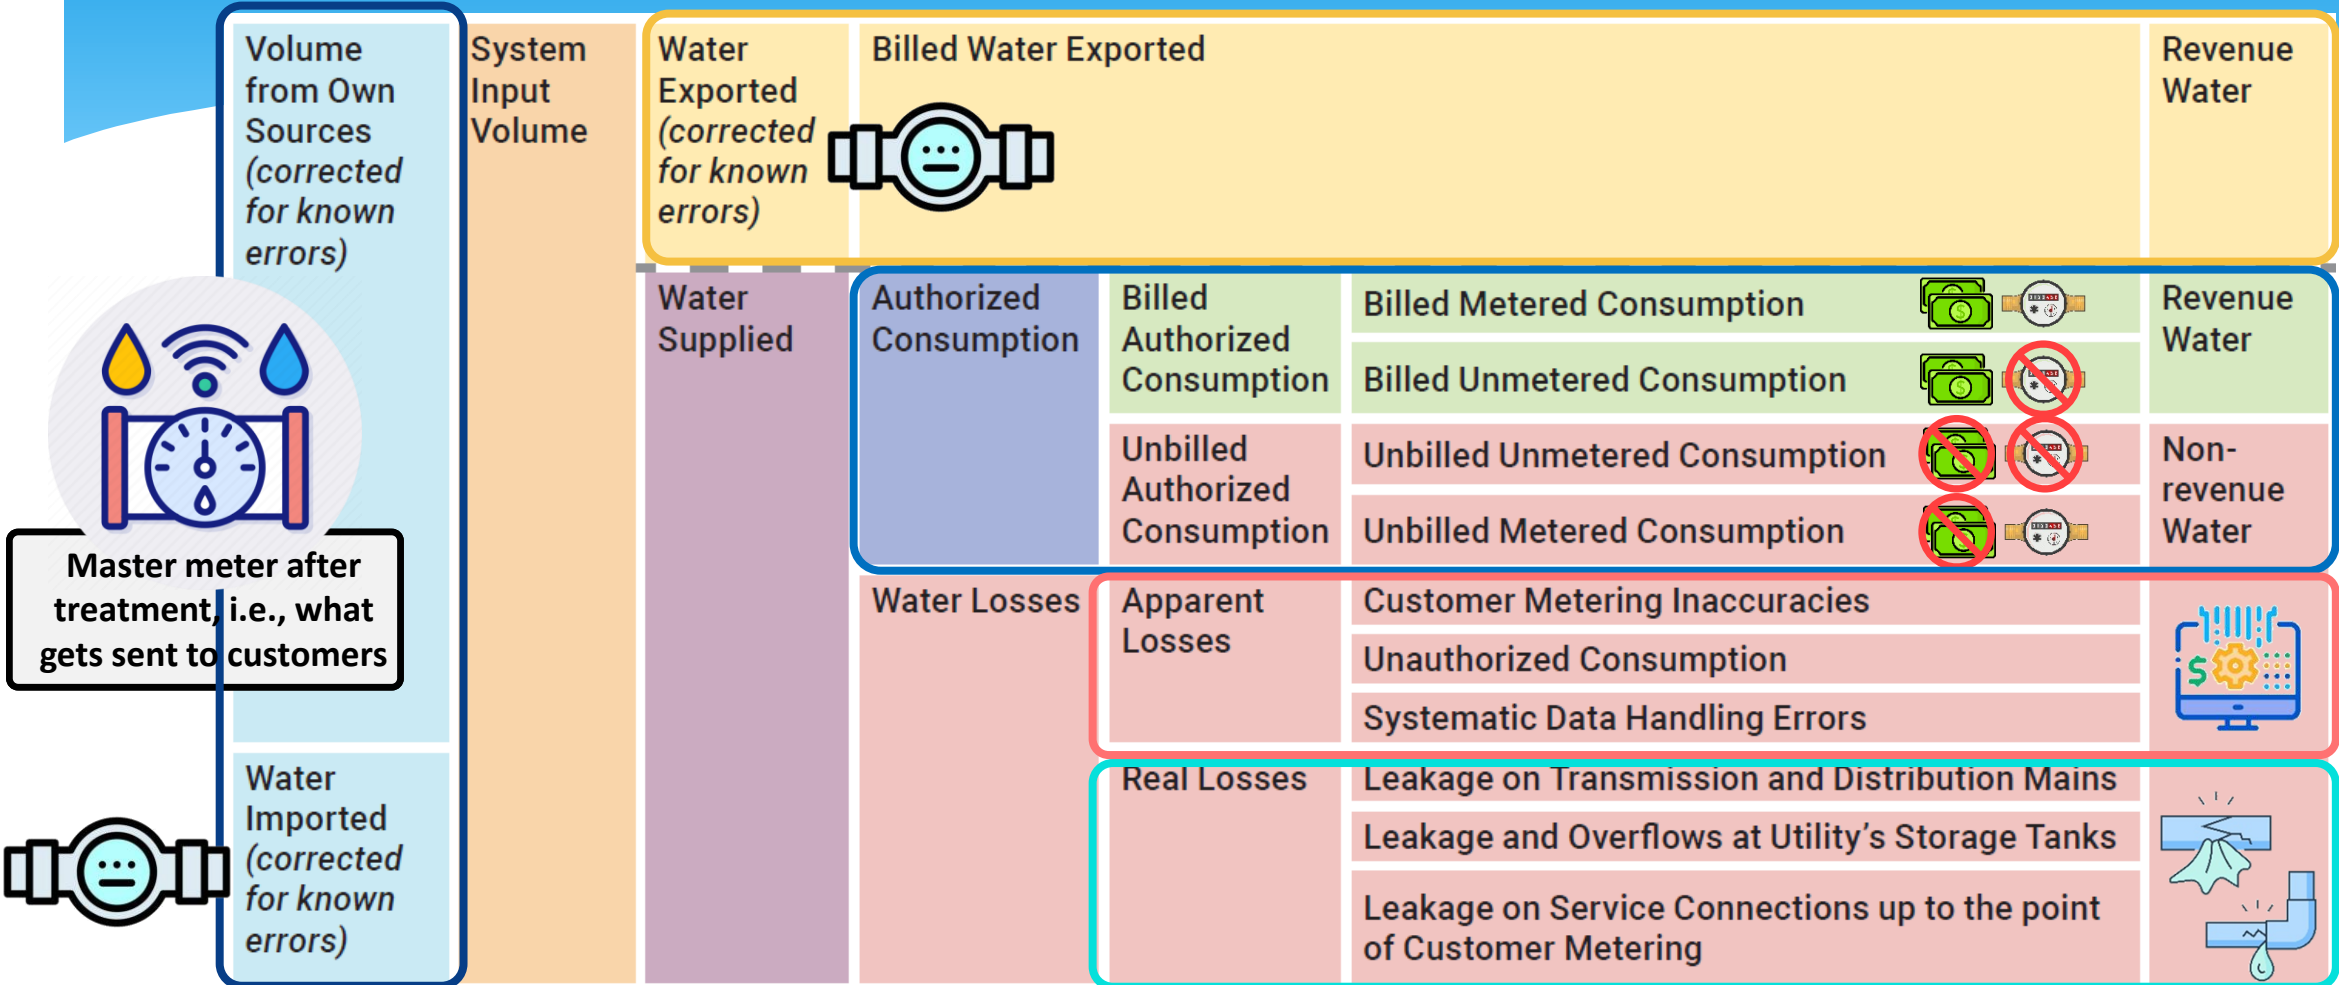 Volume
from Own
Sources
(corrected
for known
errors)
System
Input
Volume
Water
Exported
(corrected
for known
errors)
Billed Water Exported
Revenue
Water
Water
Supplied
Authorized
Consumption
Billed
Authorized
Consumption
Billed Metered Consumption
Billed Unmetered Consumption
Revenue
Water
Unbilled
Authorized
Consumption
Unbilled Unmetered Consumption
Unbilled Metered Consumption
Non-
revenue
Water
Master meter after
treatment, i.e., what
gets sent to customers
Water Losses
Apparent
Losses
Customer Metering Inaccuracies
Unauthorized Consumption
Systematic Data Handling Errors
$
Water
Imported
(corrected
for known
errors)
Real Losses
Leakage on Transmission and Distribution Mains
Leakage and Overflows at Utility's Storage Tanks
Leakage on Service Connections up to the point
of Customer Metering